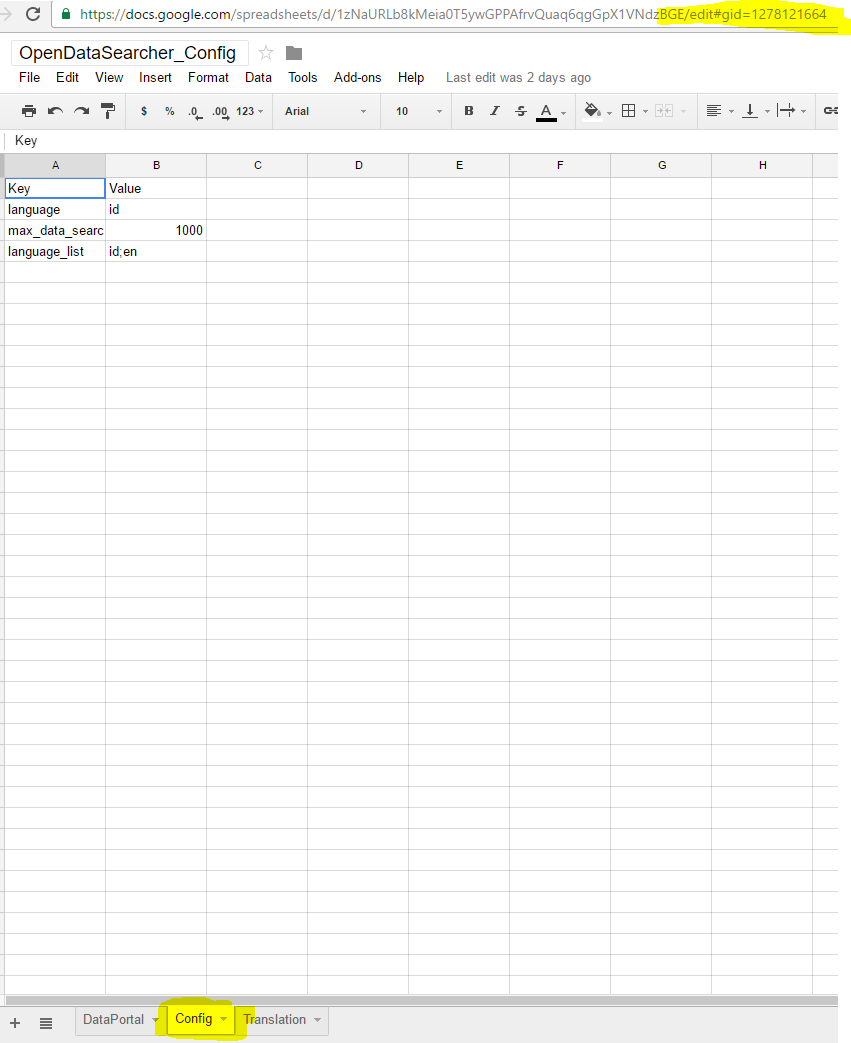 https://docs.google.com/spreadsheets/d/1zNaURLb8kMeia0T5ywGPPAfrvQuaq6qgGpX1VNdzBGE/edit#gid=1278121664
OpenDataSearcher_Config
File Edit View Insert Format Data Tools Add-ons Help Last edit was 2 days ago
$ % .0 .00 123 Arial 10 B I S A
Key
A B C D E F G H
Key Value
language id
max_data_searc 1000
language_list id;en
DataPortal Config Translation